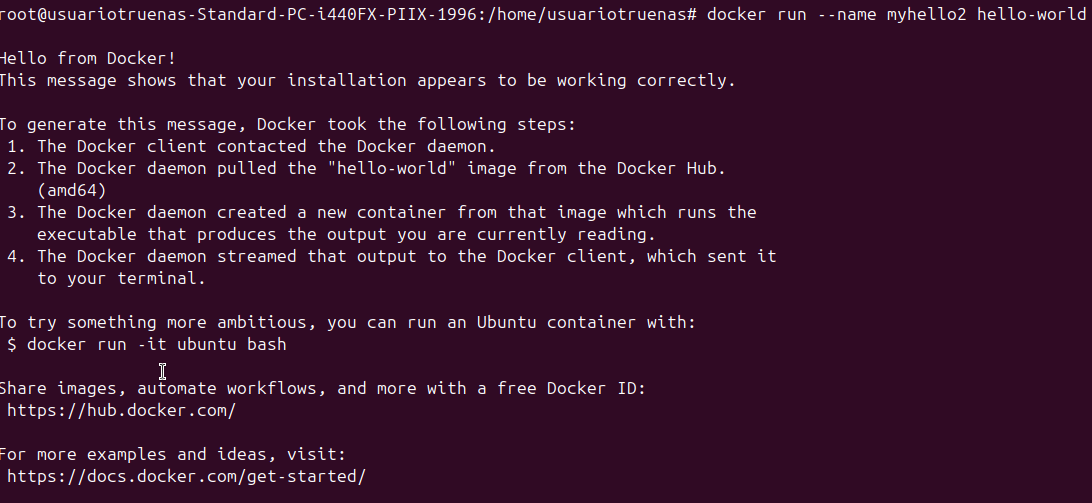 root@usuariotruenas-Standard-PC-i440FX-PIIX-1996:/home/usuariotruenas# docker run --name myhello2 hello-world
Hello from Docker!
This message shows that your installation appears to be working correctly.
To generate this message, Docker took the following steps:
1. The Docker client contacted the Docker daemon.
2. The Docker daemon pulled the "hello-world" image from the Docker Hub.
(amd64)
3. The Docker daemon created a new container from that image which runs the
executable that produces the output you are currently reading.
4. The Docker daemon streamed that output to the Docker client, which sent it
to your terminal.
To try something more ambitious, you can run an Ubuntu container with:
$ docker run -it ubuntu bash
Share images, automate workflows, and more with a free Docker ID:
https://hub.docker.com/
For more examples and ideas, visit:
https://docs.docker.com/get-started/